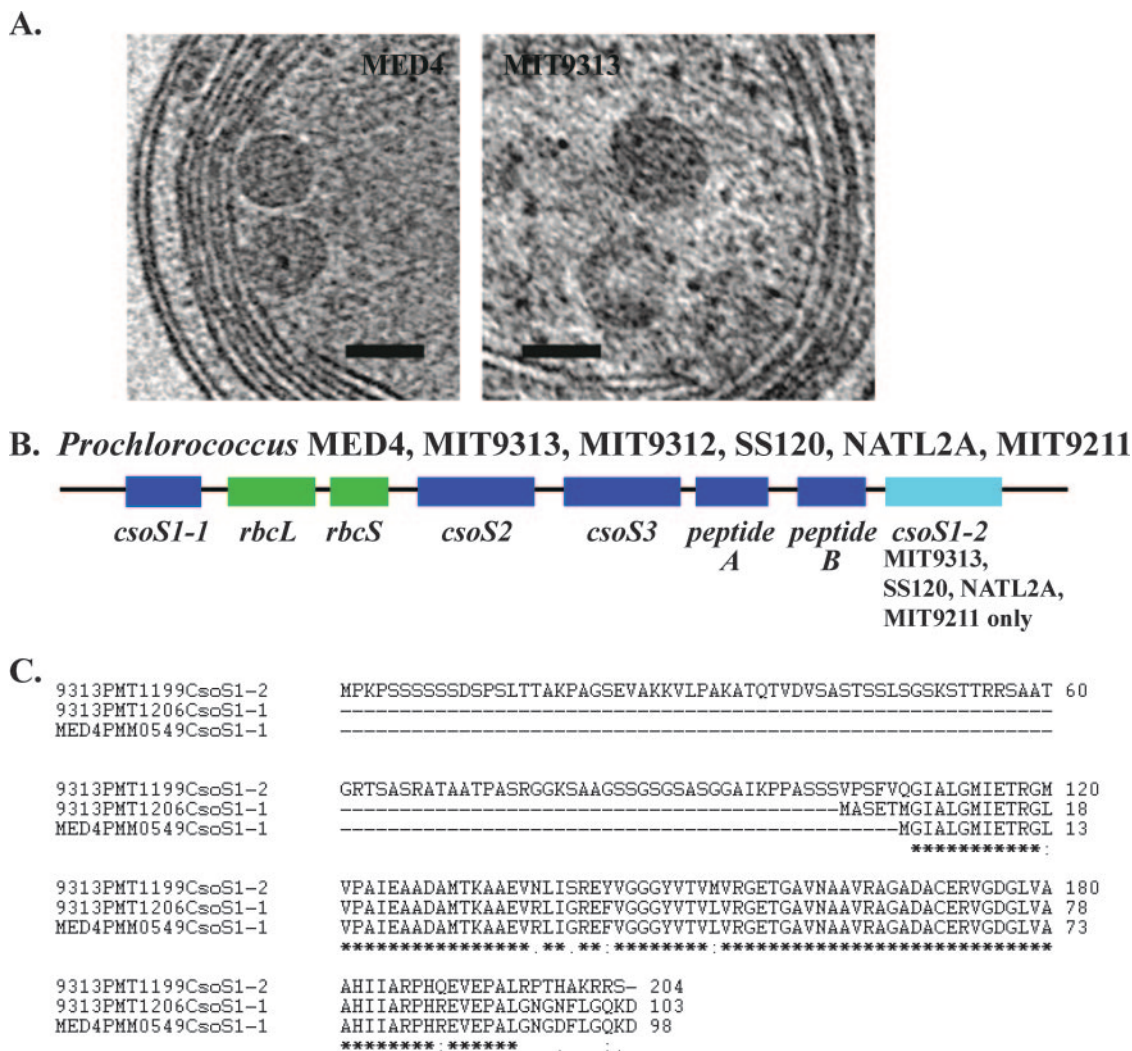 A.
MED4 MIT9313
B. Prochlorococcus MED4, MIT9313, MIT9312, SS120, NATL2A, MIT9211
csoS1-1 rbcL rbcS csoS2 csoS3 peptide A peptide B csoS1-2
MIT9313,
SS120, NATL2A,
MIT9211 only
C.
9313PMT1199CsoS1-2 MPKPSSSSSSDSPSLTTAKPAGSEVAKKVLPAKATQTVDVSASTSSLSGSKSTTRRSAAT 60
9313PMT1206CsoS1-1 ------------------------------------------------------------
MED4PMM0549CsoS1-1 ------------------------------------------------------------
9313PMT1199CsoS1-2 GRTSASRATAATPASRGGKSAAGSSGSGSASGGAIKPPASSSVPSFVQGIALGMIETRGM 120
9313PMT1206CsoS1-1 ------------------------------------------MASETMGIALGMIETRGL 18
MED4PMM0549CsoS1-1 -----------------------------------------------MGIALGMIETRGL 13
***********:
9313PMT1199CsoS1-2 VPAIEAADAMTKAAEVNLISREYVGGGYVTVMVRGETGAVNAAVRAGADACERVGDGLVA 180
9313PMT1206CsoS1-1 VPAIEAADAMTKAAEVRLIGREFVGGGYVTVLVRGETGAVNAAVRAGADACERVGDGLVA 78
MED4PMM0549CsoS1-1 VPAIEAADAMTKAAEVRLIGREFVGGGYVTVLVRGETGAVNAAVRAGADACERVGDGLVA 73
****************.**.**:********:****************************
9313PMT1199CsoS1-2 AHIIARPHQEVEPALRPTHAKRRS- 204
9313PMT1206CsoS1-1 AHIIARPHREVEPALGNGNFLGQKD 103
MED4PMM0549CsoS1-1 AHIIARPHREVEPALGNGDFLGQKD 98
********:****** . :.